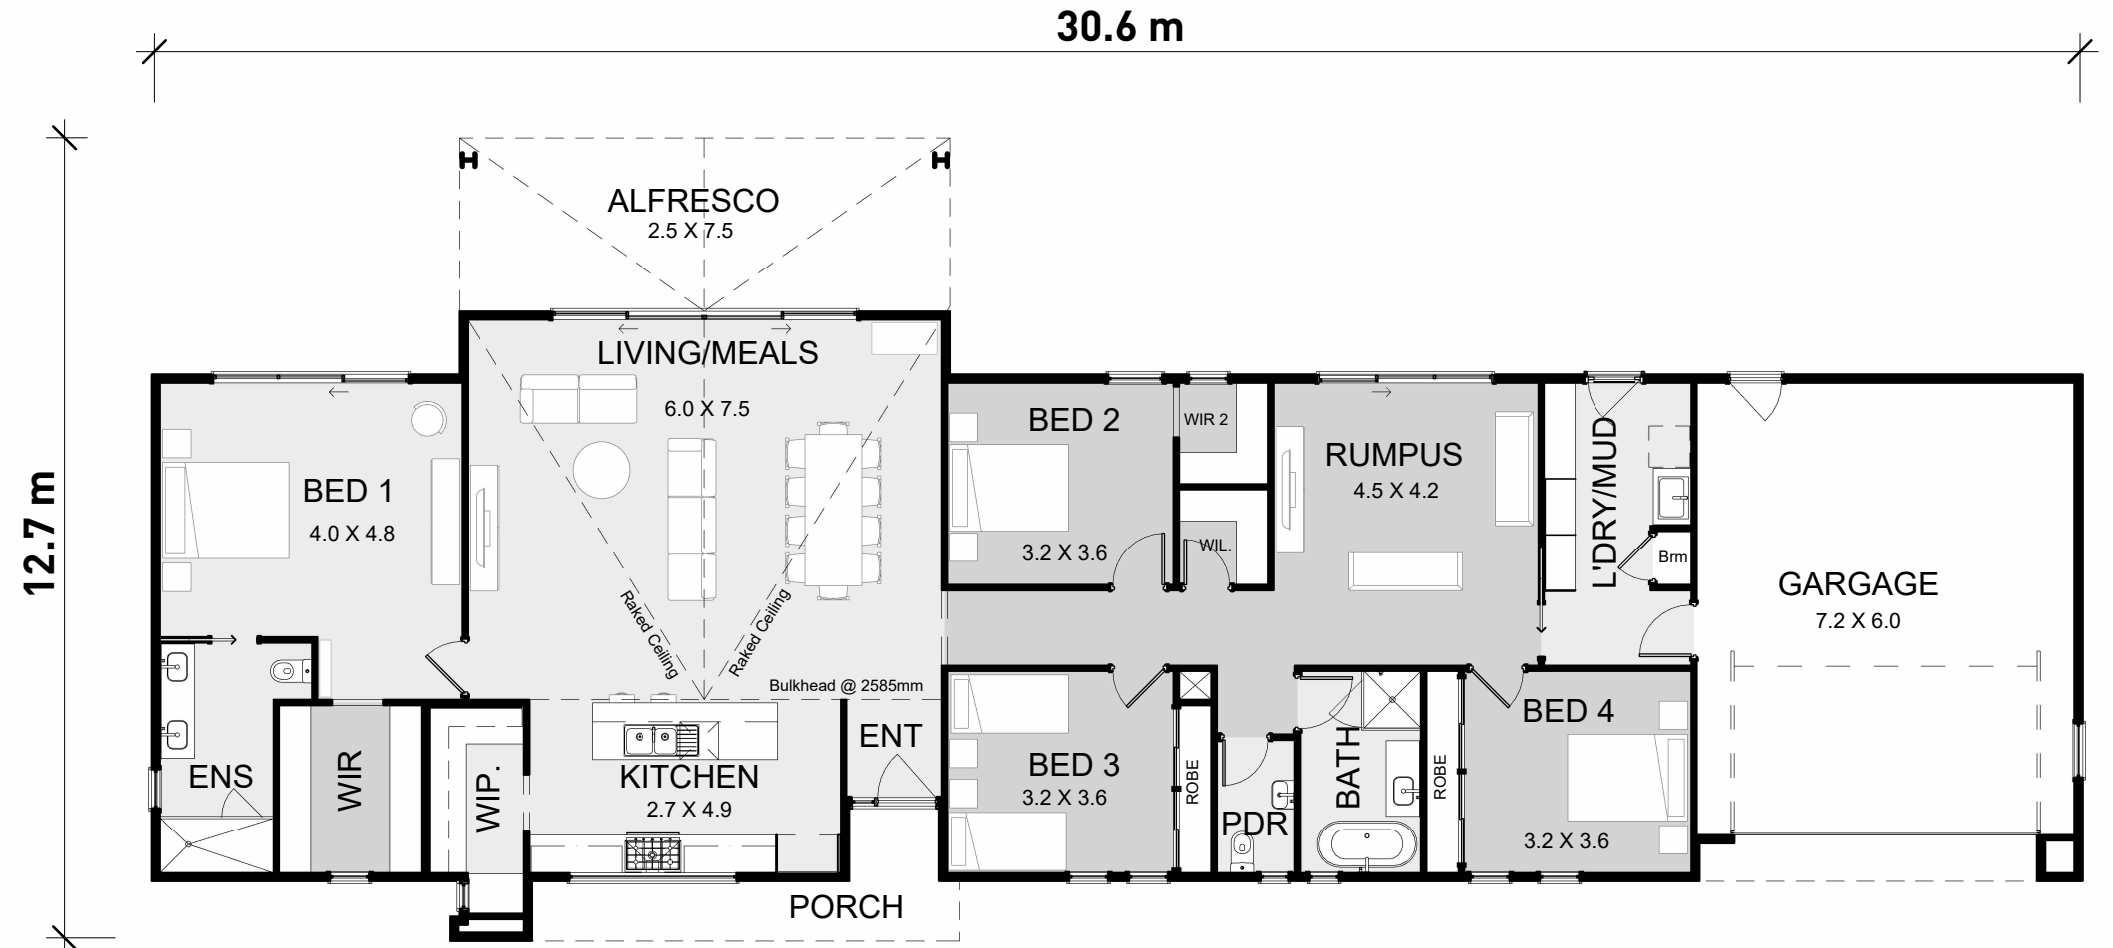 30.6 m
12.7 m
ALFRESCO
2.5 X 7.5
LIVING/MEALS
6.0 X 7.5
BED 1
4.0 X 4.8
BED 2
3.2 X 3.6
WIR 2
WIL.
RUMPUS
4.5 X 4.2
L'DRY/MUD
Brm
GARGAGE
7.2 X 6.0
Raked Ceiling
Raked Ceiling
Bulkhead @ 2585mm
ENS
WIR
WIP.
KITCHEN
2.7 X 4.9
ENT
BED 3
3.2 X 3.6
ROBE
PDR
BATH
ROBE
BED 4
3.2 X 3.6
PORCH